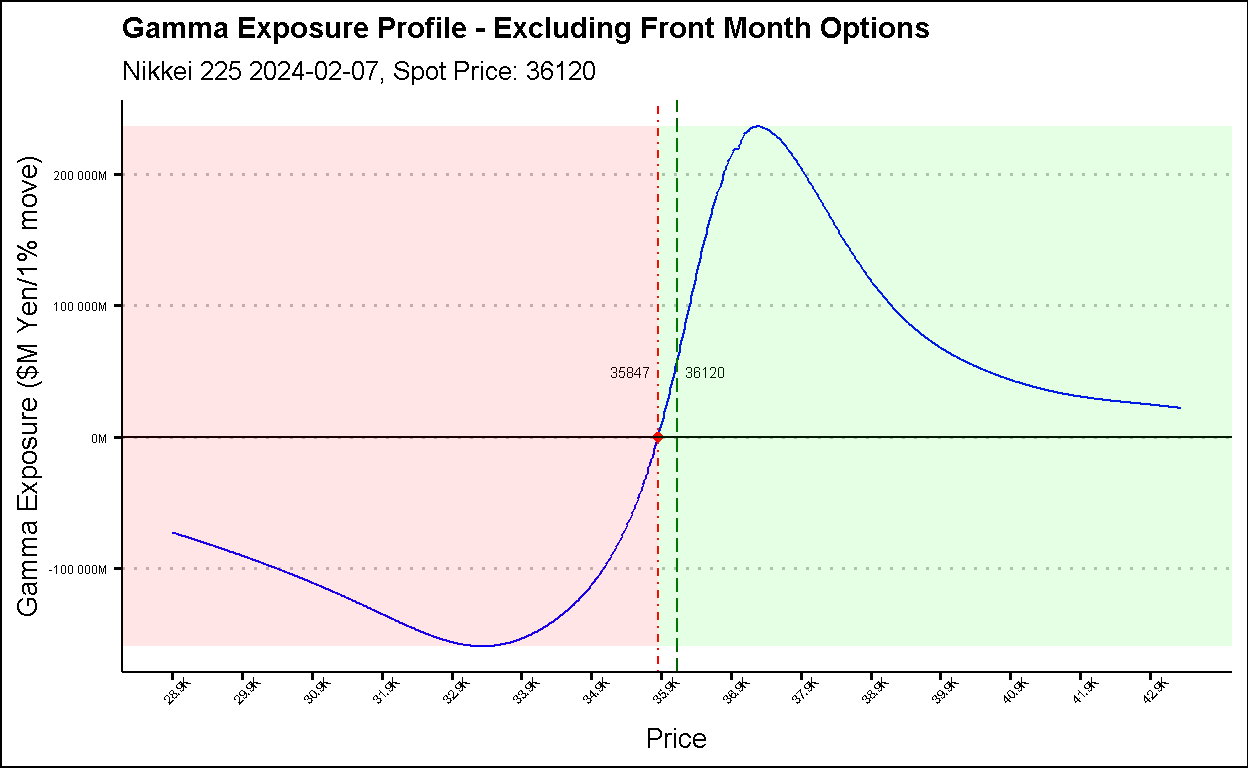 Gamma Exposure Profile - Excluding Front Month Options
Nikkei 225 2024-02-07, Spot Price: 36120
Gamma Exposure ($M Yen/1% move)
200 000M
100 000M
0M
-100 000M
35847
36120
28.9K
29.9K
30.9K
31.9K
32.9K
33.9K
34.9K
35.9K
36.9K
37.9K
38.9K
39.9K
40.9K
41.9K
42.9K
Price